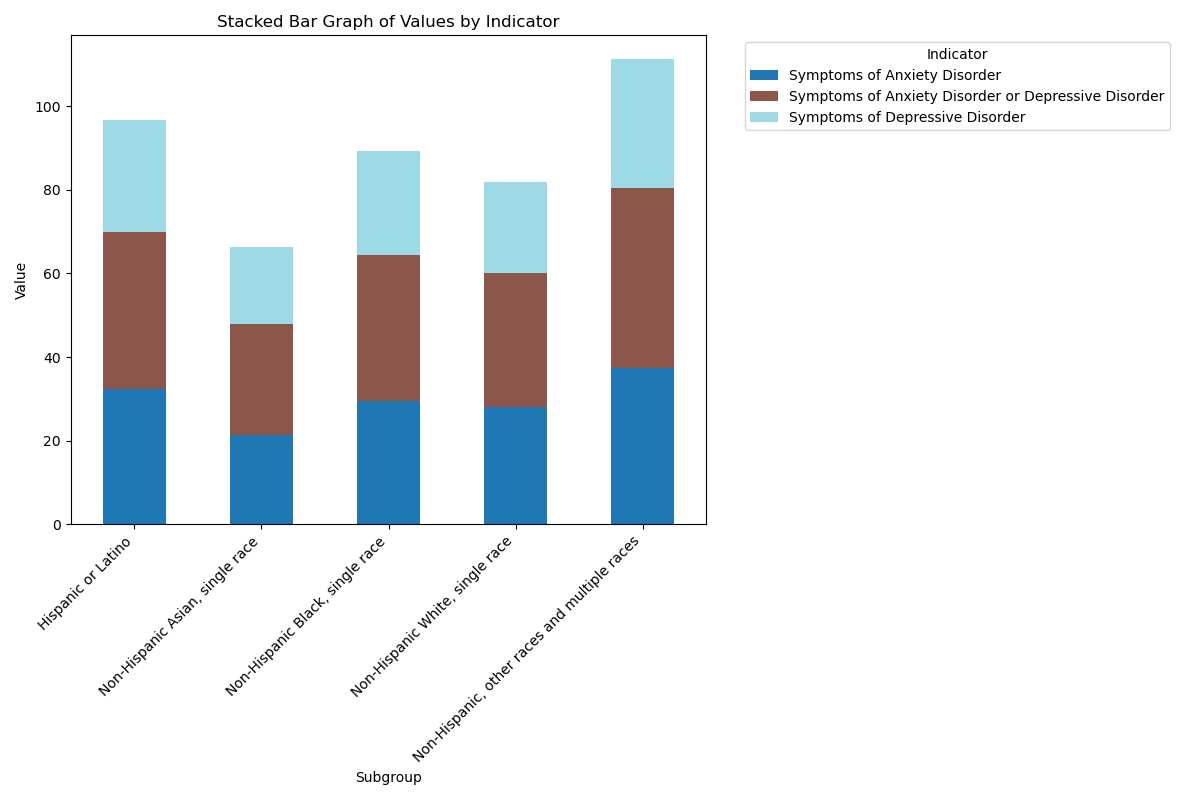 Stacked Bar Graph of Values by Indicator
Indicator
Symptoms of Anxiety Disorder
Symptoms of Anxiety Disorder or Depressive Disorder
Symptoms of Depressive Disorder
Value
100
80
60
40
20
0
Hispanic or Latino
Non-Hispanic Asian, single race
Non-Hispanic Black, single race
Non-Hispanic White, single race
Non-Hispanic, other races and multiple races
Subgroup